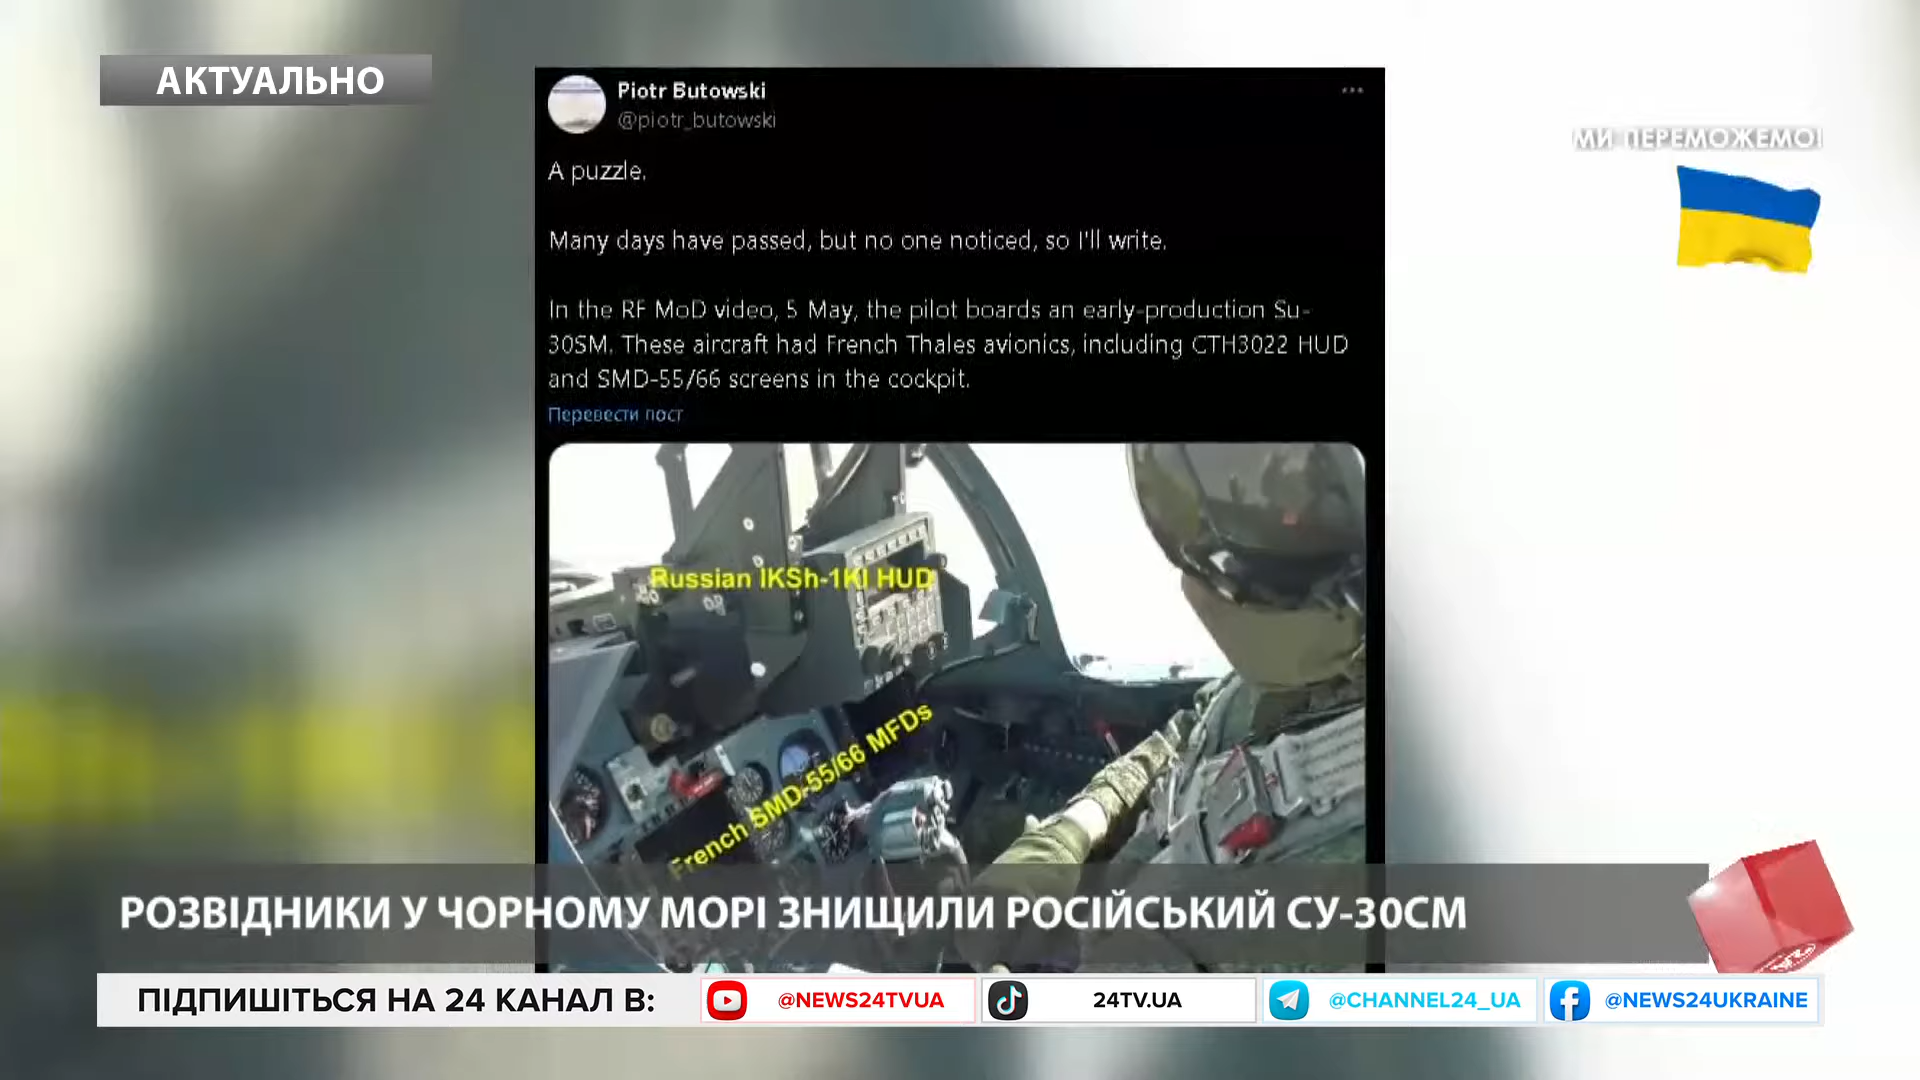 АКТУАЛЬНО
Piotr Butowski
@piotr_butowski
МИ ПЕРЕМОЖЕМО!
A puzzle.
Many days have passed, but no one noticed, so I'll write.
In the RF MoD video, 5 May, the pilot boards an early-production Su-
30SM. These aircraft had French Thales avionics, including CTH3022 HUD
and SMD-55/66 screens in the cockpit.
Перевести пост
Russian IKSh-1KI HUD
French SMD-55/66 MFDs
РОЗВІДНИКИ У ЧОРНОМУ МОРІ ЗНИЩИЛИ РОСІЙСЬКИЙ СУ-30СМ
ПІДПИШІТЬСЯ НА 24 КАНАЛ В:
@NEWS24TVUA
24TV.UA
@CHANNEL24_UA
@NEWS24UKRAINE